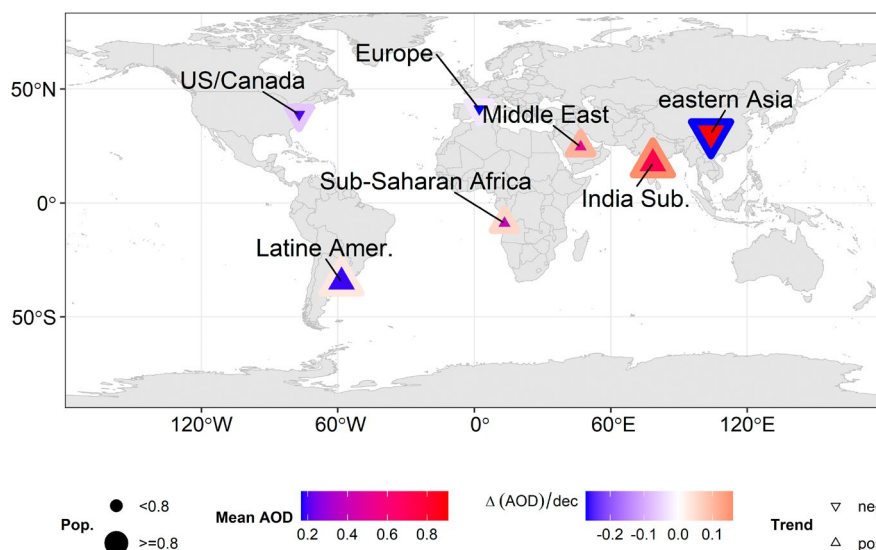 Europe
50°N
US/Canada
eastern Asia
Middle East
Sub-Saharan Africa
India Sub.
0°
Latine Amer.
50°S
120°W 60°W 0° 60°E 120°E
Pop.
<0.8
>=0.8
Mean AOD
0.2 0.4 0.6 0.8
Δ(AOD)/dec
-0.2 -0.1 0.0 0.1
Trend